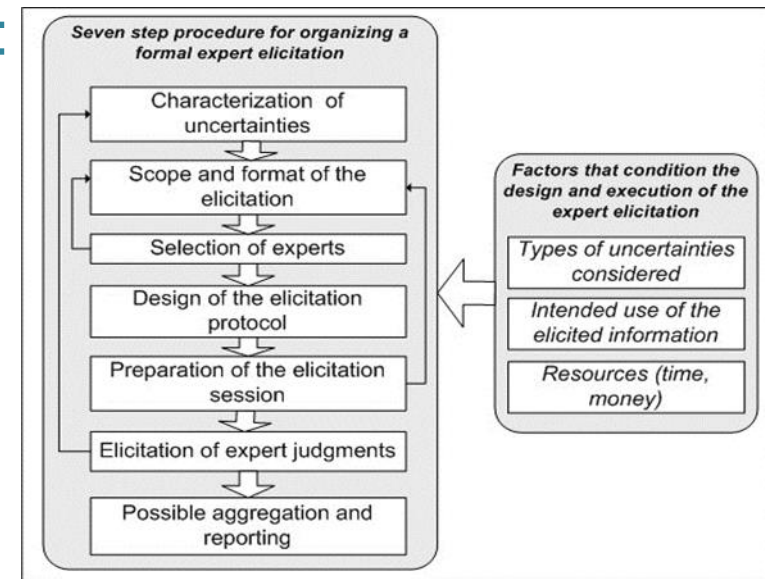 Seven step procedure for organizing a
formal expert elicitation
Characterization of
uncertainties
Scope and format of the
elicitation
Selection of experts
Design of the elicitation
protocol
Preparation of the elicitation
session
Elicitation of expert judgments
Possible aggregation and
reporting
Factors that condition the
design and execution of the
expert elicitation
Types of uncertainties
considered
Intended use of the
elicited information
Resources (time,
money)